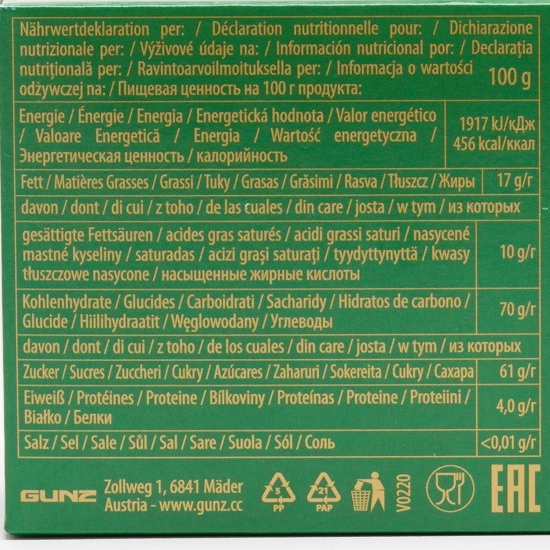 Nährwertdeklaration per: / Déclaration nutritionnelle pour: / Dichiarazione
nutrizionale per: / Výživové údaje na: / Información nutricional por: / Declarația
nutrițională per: / Ravintoarvoilmoituksella per: / Informacja o wartości
odżywczej na: / Пищевая ценность на 100 г продукта:
100 g
Energie / Énergie / Energia / Energetická hodnota / Valor energético
/ Valoare Energetică / Energia / Wartość energetyczna /
Энергетическая ценность / калорийность
1917 kJ/кДж
456 kcal/ккал
Fett / Matières Grasses / Grassi / Tuky / Grasas / Grăsimi / Rasva / Tłuszcz / Жиры
17 g/г
davon / dont / di cui / z toho / de las cuales / din care / josta / w tym / из которых
gesättigte Fettsäuren / acides gras saturés / acidi grassi saturi / nasycené
mastné kyseliny / saturadas / acizi grași saturați / tyydyttynyttä / kwasy
tłuszczowe nasycone / насыщенные жирные кислоты
10 g/г
Kohlenhydrate / Glucides / Carboidrati / Sacharidy / Hidratos de carbono /
Glucide / Hiilihydraatit / Węglowodany / Углеводы
70 g/г
davon / dont / di cui / z toho / de los cuales / din care / josta / w tym / из которых
Zucker / Sucres / Zuccheri / Cukry / Azúcares / Zaharuri / Sokereita / Cukry / Сахара
61 g/г
Eiweiß / Protéines / Proteine / Bílkoviny / Proteínas / Proteine / Proteiini /
Białko / Белки
4,0 g/г
Salz / Sel / Sale / Sůl / Sal / Sare / Suola / Sól / Соль
<0,01 g/г
GUNZ
Zollweg 1, 6841 Mäder
Austria - www.gunz.cc
5
PP
21
PAP
V0220
EAC